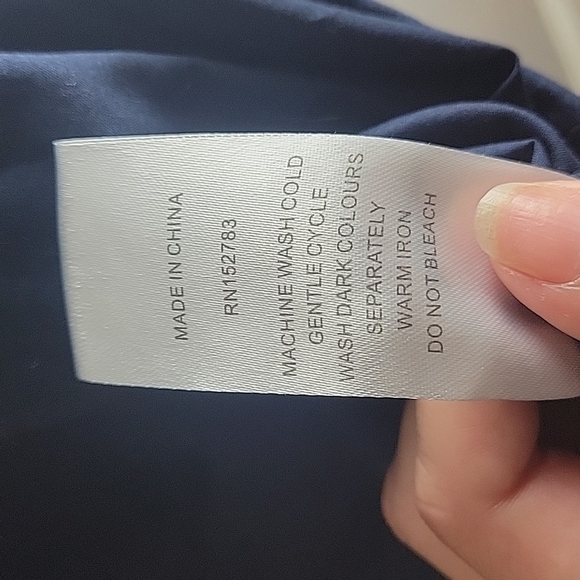 MADE IN CHINA
RN152783
MACHINE WASH COLD
GENTLE CYCLE
WASH DARK COLOURS
SEPARATELY
WARM IRON
DO NOT BLEACH